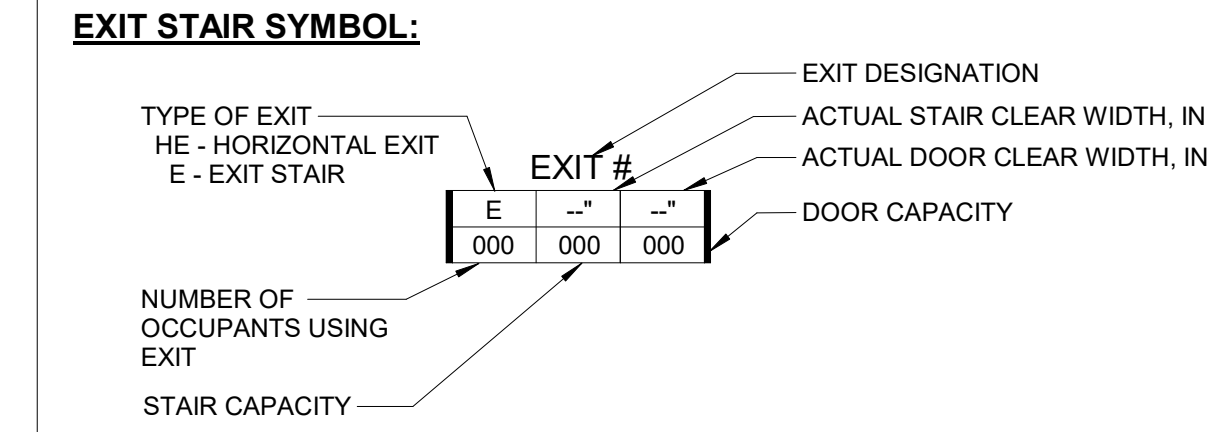 EXIT STAIR SYMBOL:
EXIT DESIGNATION
TYPE OF EXIT
HE - HORIZONTAL EXIT
E - EXIT STAIR
ACTUAL STAIR CLEAR WIDTH, IN
ACTUAL DOOR CLEAR WIDTH, IN
EXIT #
E --" --"
000 000 000
DOOR CAPACITY
NUMBER OF
OCCUPANTS USING
EXIT
STAIR CAPACITY